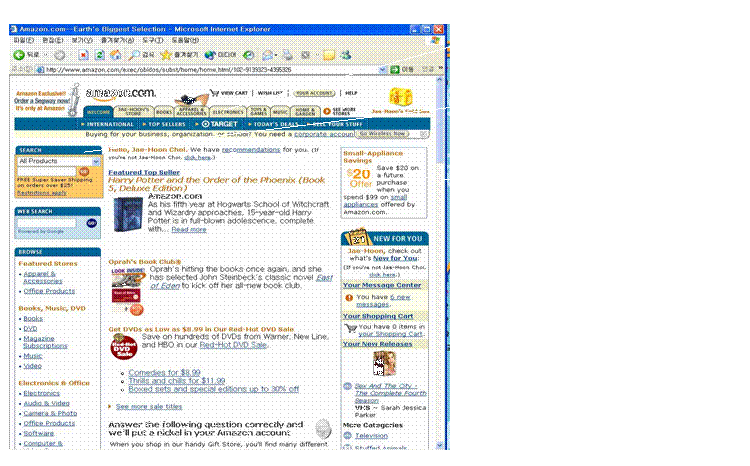 Amazon.com -- Earth's Biggest Selection - Microsoft Internet Explorer
파일(F) 편집(E) 보기(V) 즐겨찾기(A) 도구(T) 도움말(H)
뒤로 검색 즐겨찾기 미디어
http://www.amazon.com/exec/obidos/subst/home/home.html/102-9139323-4395326 이동
Amazon Exclusive!
Order a Segway now!
It's only at Amazon
amazon.com.
VIEW CART | WISH LIST | YOUR ACCOUNT | HELP
WELCOME
JAE-HOON'S STORE
BOOKS
APPAREL & ACCESSORIES
ELECTRONICS
TOYS & GAMES
MUSIC
HOME & GARDEN
SEE MORE STORES
INTERNATIONAL
TOP SELLERS
TARGET
TODAY'S DEALS
SELL YOUR STUFF
Buying for your business, organization, or school? You need a corporate account
Go Wireless Now
SEARCH
All Products
GO!
FREE Super Saver Shipping
on orders over $25!
Restrictions apply
WEB SEARCH
GO!
Powered by Google
BROWSE
Featured Stores
Apparel &
Accessories
Office Products
Books, Music, DVD
Books
DVD
Magazine
Subscriptions
Music
Video
Electronics & Office
Electronics
Audio & Video
Camera & Photo
Office Products
Software
Computer &
Hello, Jae-Hoon Choi. We have recommendations for you. (If
you're not Jae-Hoon Choi, click here.)
Featured Top Seller
Harry Potter and the Order of the Phoenix (Book
5, Deluxe Edition)
Amazon.com
As his fifth year at Hogwarts School of Witchcraft
and Wizardry approaches, 15-year-old Harry
Potter is in full-blown adolescence, complete
with... Read more
Oprah's Book Club®
LOOK INSIDE!
Oprah's hitting the books once again, and she
has selected John Steinbeck's classic novel East
of Eden to kick off her all-new book club.
Get DVDs as Low as $8.99 in Our Red-Hot DVD Sale
Red-Hot
DVD
Sale
Save on hundreds of DVDs from Warner, New Line,
and HBO in our Red-Hot DVD Sale.
Comedies for $8.99
Thrills and chills for $11.99
Boxed sets and special editions up to 30% off
See more sale titles
Answer the following question correctly and
we'll put a nickel in your Amazon account
When you shop in our handy Gift Store, you'll find many different
Small-Appliance
Savings
$20
Offer
Save $20 on
a future
purchase
when you
spend $99 on small
appliances offered by
Amazon.com.
NEW FOR YOU
Jae-Hoon, check out
what's New for You:
(If you're not Jae-Hoon Choi,
click here.)
Your Message Center
You have 6 new
messages.
Your Shopping Cart
You have 0 items in
your Shopping Cart.
Your New Releases
Sex And The City -
The Complete Fourth
Season
VHS ~ Sarah Jessica
Parker
More Categories
Television
Stuffed Animals